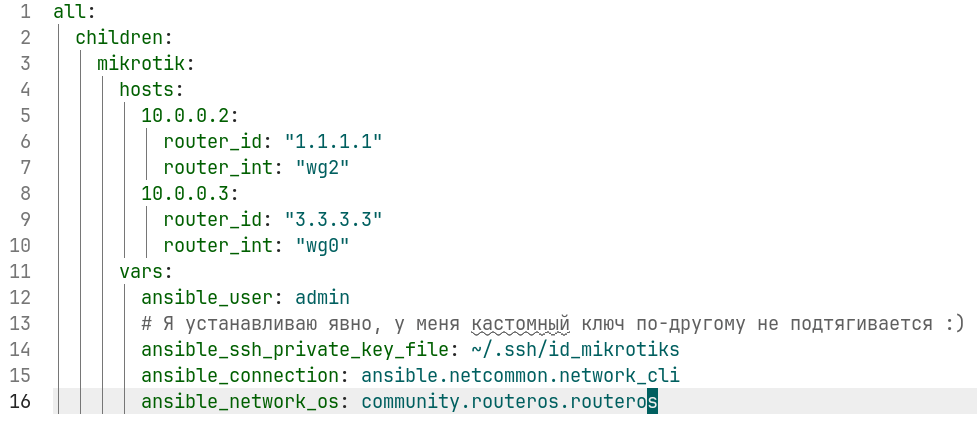 1 all:
2 children:
3 mikrotik:
4 hosts:
5 10.0.0.2:
6 router_id: "1.1.1.1"
7 router_int: "wg2"
8 10.0.0.3:
9 router_id: "3.3.3.3"
10 router_int: "wg0"
11 vars:
12 ansible_user: admin
13 # Я устанавливаю явно, у меня кастомный ключ по-другому не подтягивается :)
14 ansible_ssh_private_key_file: ~/.ssh/id_mikrotiks
15 ansible_connection: ansible.netcommon.network_cli
16 ansible_network_os: community.routeros.routeros